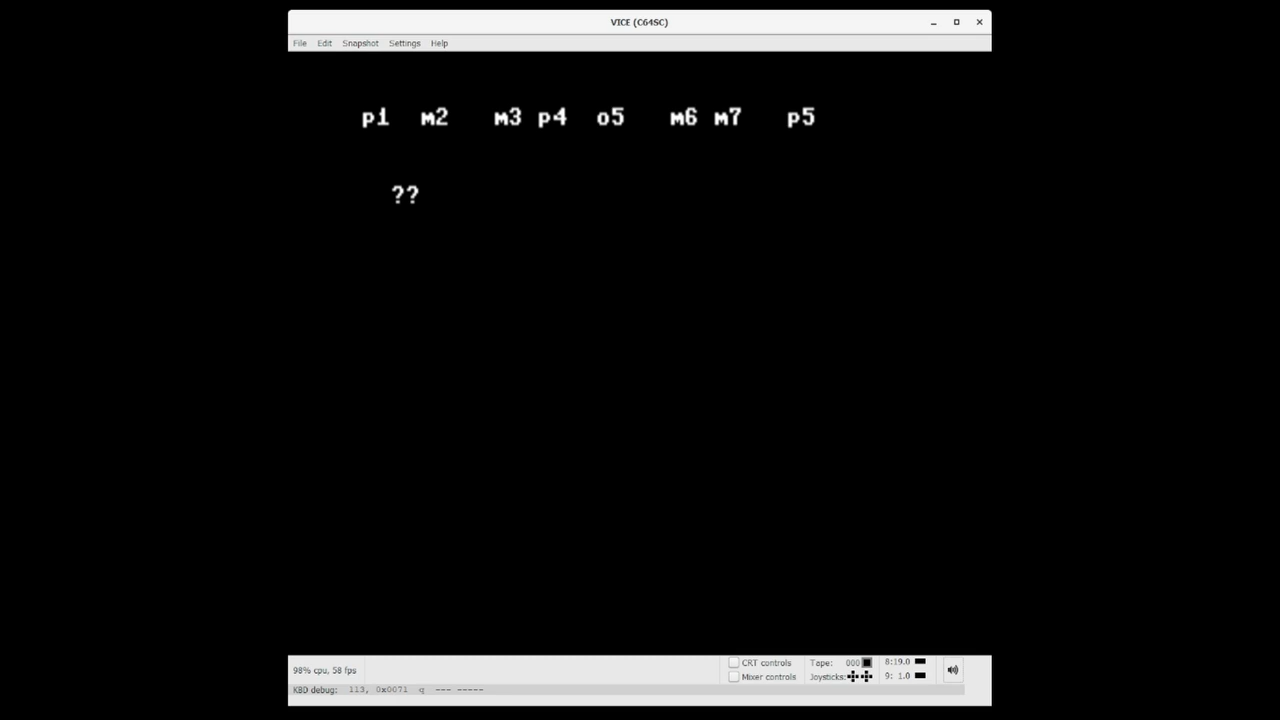 VICE (C64SC)
File Edit Snapshot Settings Help
p1 m2 m3 p4 o5 m6 m7 p5
??
98% cpu, 58 fps
CRT controls Tape: 000 8:19.0
Mixer controls Joysticks: 9: 1.0
KBD debug: 113, 0x0071 q --- -----